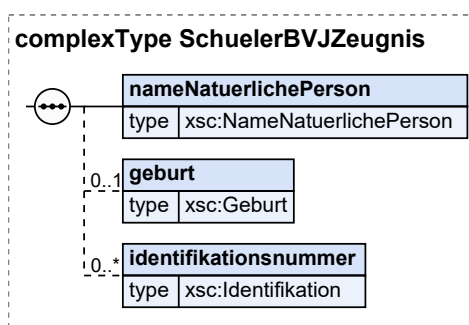 complexType SchuelerBVJZeugnis
nameNatuerlichePerson
type xsc:NameNatuerlichePerson
0..1 geburt
type xsc:Geburt
0..* identifikationsnummer
type xsc:Identifikation